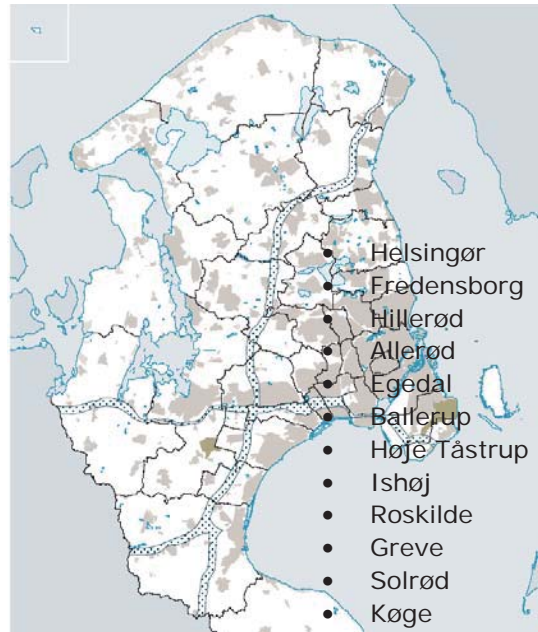 • Helsingør
• Fredensborg
• Hillerød
• Allerød
• Egedal
• Ballerup
• Høje Tåstrup
• Ishøj
• Roskilde
• Greve
• Solrød
• Køge